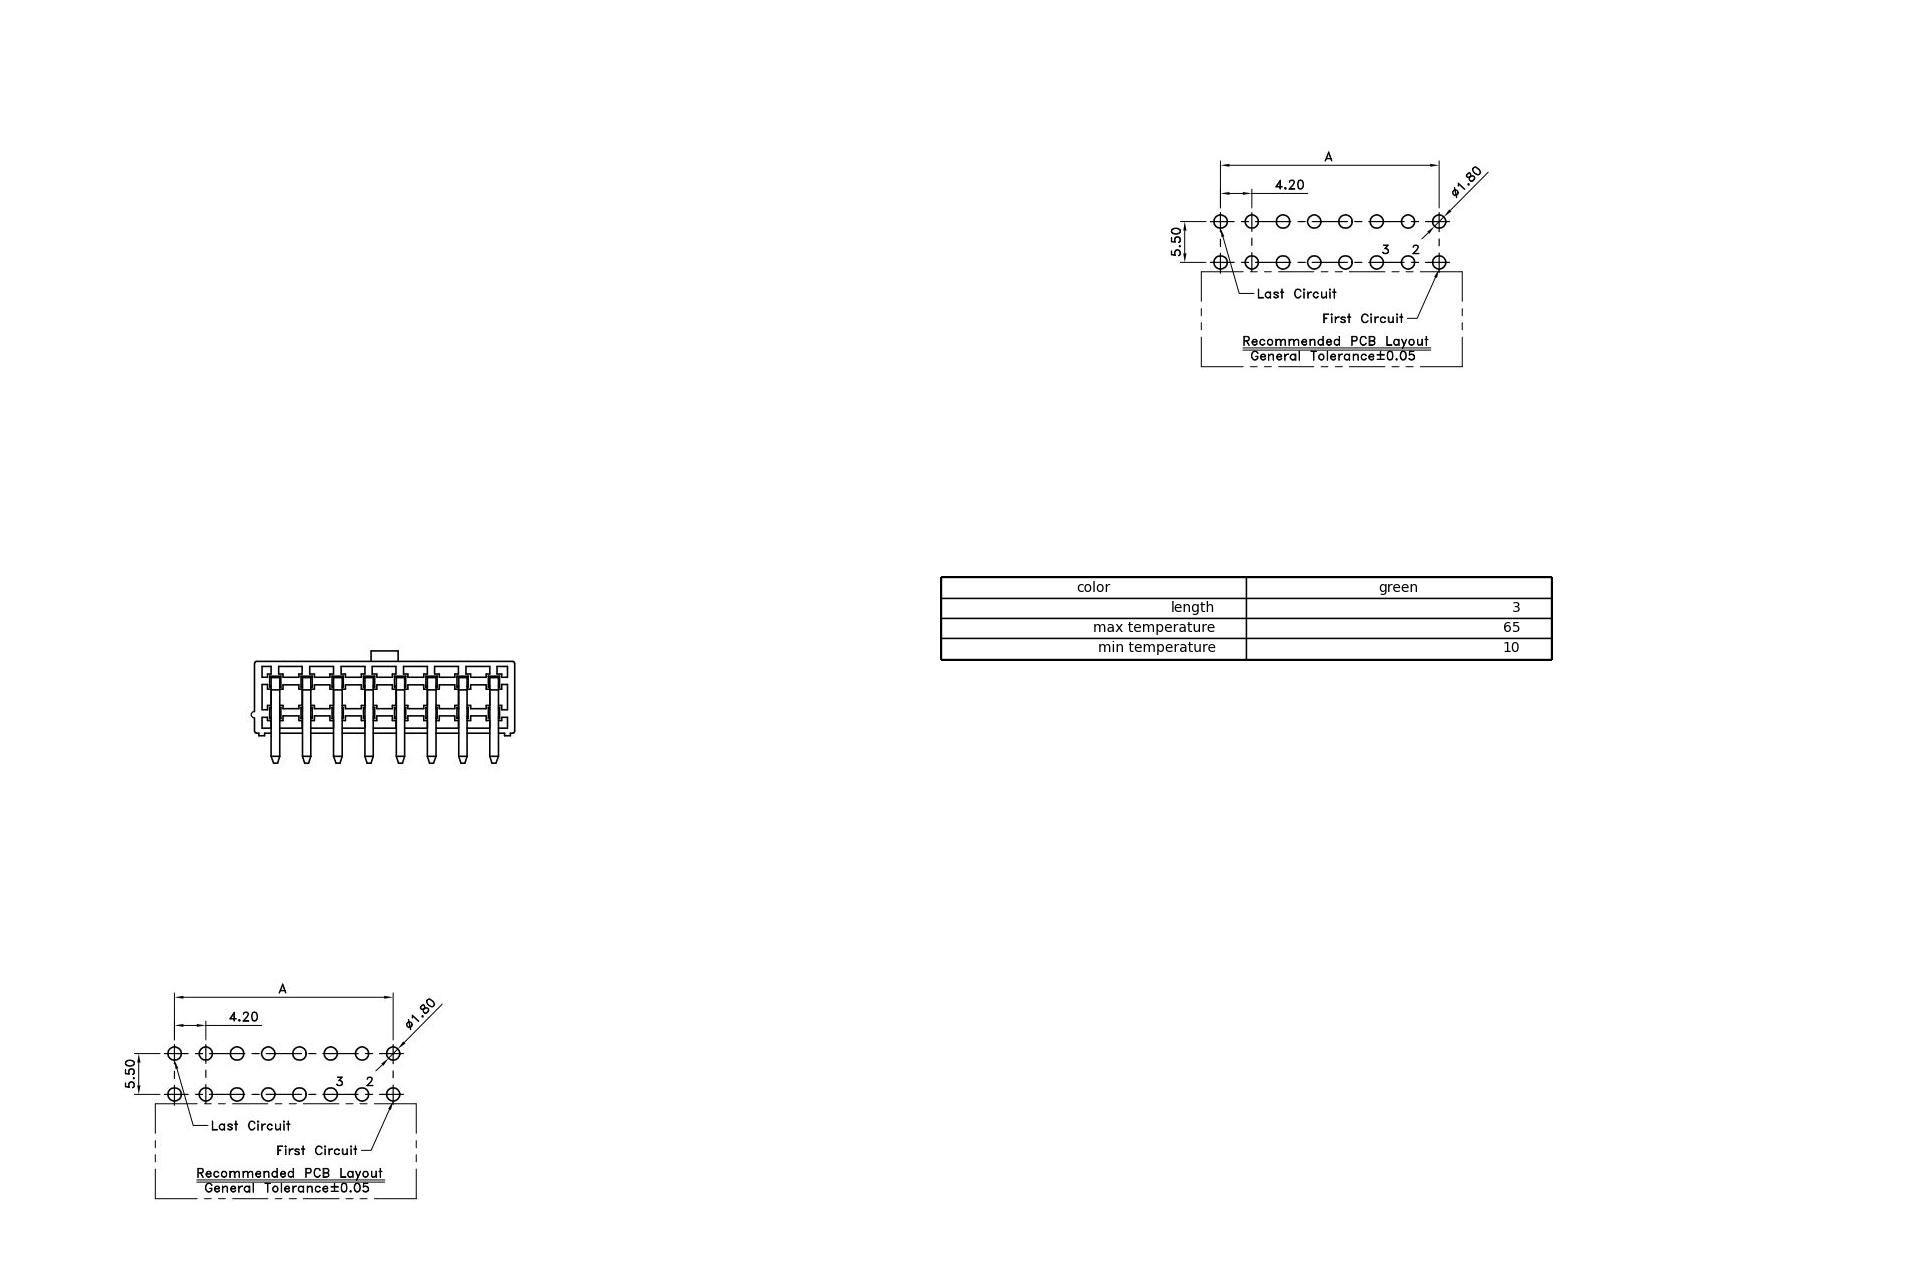 A
4.20
ø1.80
5.50
3 2
Last Circuit
First Circuit
Recommended PCB Layout
General Tolerance±0.05
color green
length 3
max temperature 65
min temperature 10
A
4.20
ø1.80
5.50
3 2
Last Circuit
First Circuit
Recommended PCB Layout
General Tolerance±0.05